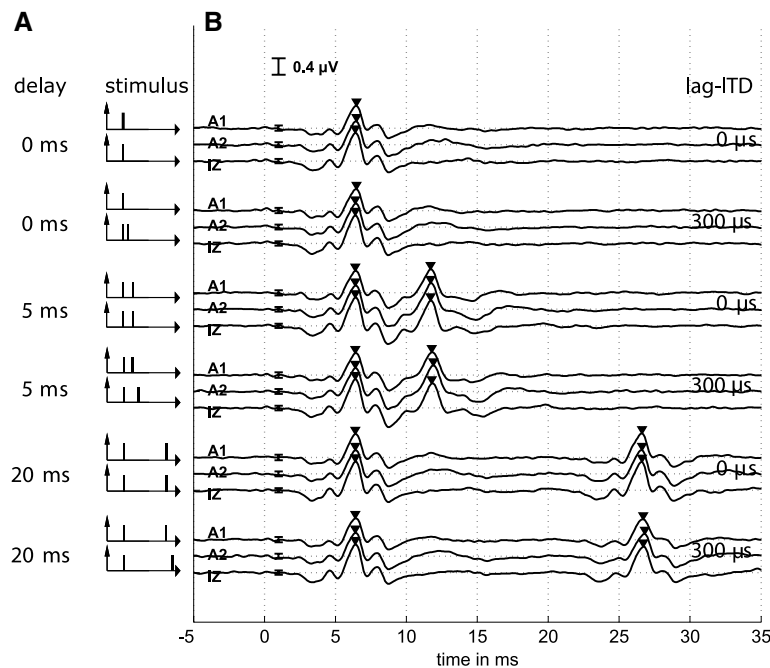 A B
0.4 µV
delay stimulus lag-ITD
A1
0 ms A2 0 µs
IZ
A1
0 ms A2 300 µs
IZ
A1
5 ms A2 0 µs
IZ
A1
5 ms A2 300 µs
IZ
A1
20 ms A2 0 µs
IZ
A1
20 ms A2 300 µs
IZ
-5 0 5 10 15 20 25 30 35
time in ms